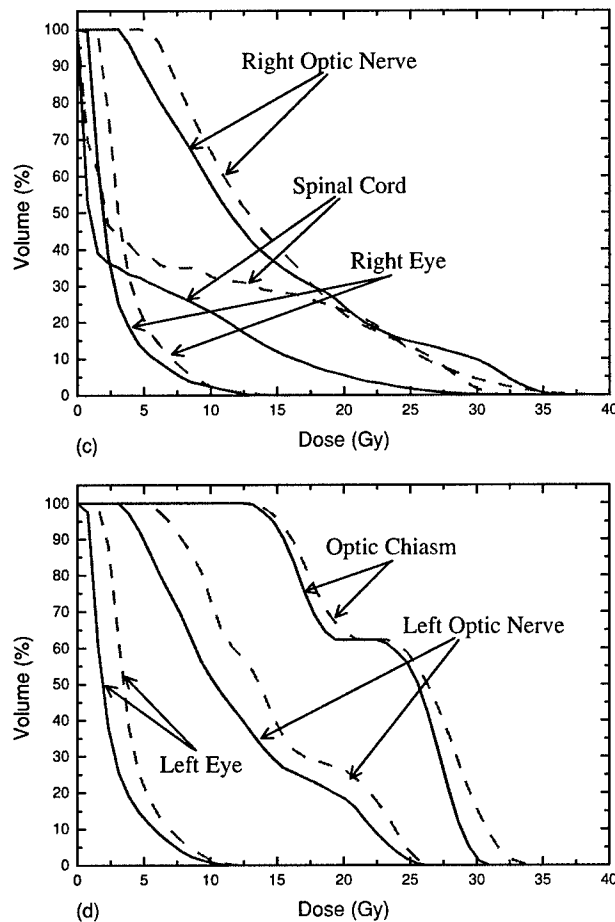 100
90
80
70
60
50
40
30
20
10
0
Volume (%)
Right Optic Nerve
Spinal Cord
Right Eye
0 5 10 15 20 25 30 35 40
Dose (Gy)
(c)
100
90
80
70
60
50
40
30
20
10
0
Volume (%)
Optic Chiasm
Left Optic Nerve
Left Eye
0 5 10 15 20 25 30 35 40
Dose (Gy)
(d)